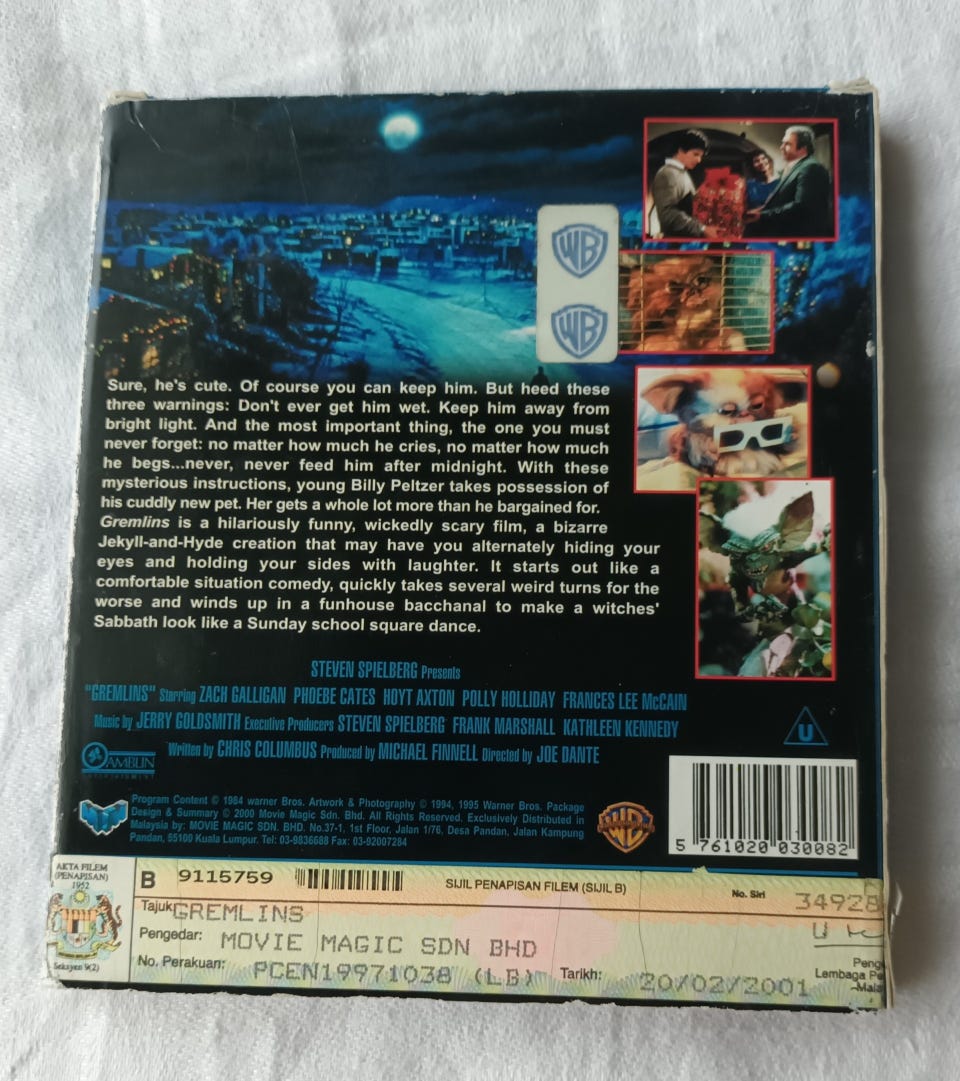 WB
WB
Sure, he's cute. Of course you can keep him. But heed these
three warnings: Don't ever get him wet. Keep him away from
bright light. And the most important thing, the one you must
never forget: no matter how much he cries, no matter how much
he begs...never, never feed him after midnight. With these
mysterious instructions, young Billy Peltzer takes possession of
his cuddly new pet. Her gets a whole lot more than he bargained for.
Gremlins is a hilariously funny, wickedly scary film, a bizarre
Jekyll-and-Hyde creation that may have you alternately hiding your
eyes and holding your sides with laughter. It starts out like a
comfortable situation comedy, quickly takes several weird turns for the
worse and winds up in a funhouse bacchanal to make a witches'
Sabbath look like a Sunday school square dance.
STEVEN SPIELBERG Presents
"GREMLINS" Starring ZACH GALLIGAN PHOEBE CATES HOYT AXTON POLLY HOLLIDAY FRANCES LEE McCAIN
Music by JERRY GOLDSMITH Executive Producers STEVEN SPIELBERG FRANK MARSHALL KATHLEEN KENNEDY
Written by CHRIS COLUMBUS Produced by MICHAEL FINNELL Directed by JOE DANTE
U
AMBLIN
ENTERTAINMENT
Program Content © 1984 warner Bros. Artwork & Photography © 1994, 1995 Warner Bros. Package
Design & Summary © 2000 Movie Magic Sdn. Bhd. All Rights Reserved. Exclusively Distributed in
Malaysia by: MOVIE MAGIC SDN. BHD. No.37-1, 1st Floor, Jalan 1/76, Desa Pandan, Jalan Kampung
Pandan, 55100 Kuala Lumpur. Tel: 03-9836688 Fax: 03-92007284
WB
5 761020 030082
AKTA FILEM
(PENAPISAN)
1952
Seksyen 9(2)
B 9115759 SIJIL PENAPISAN FILEM (SIJIL B) No. Siri 34928
Tajuk: GREMLINS U
Pengedar: MOVIE MAGIC SDN BHD
No. Perakuan: PCEN19971038 (LB) Tarikh: 20/02/2001
Lembaga Pe